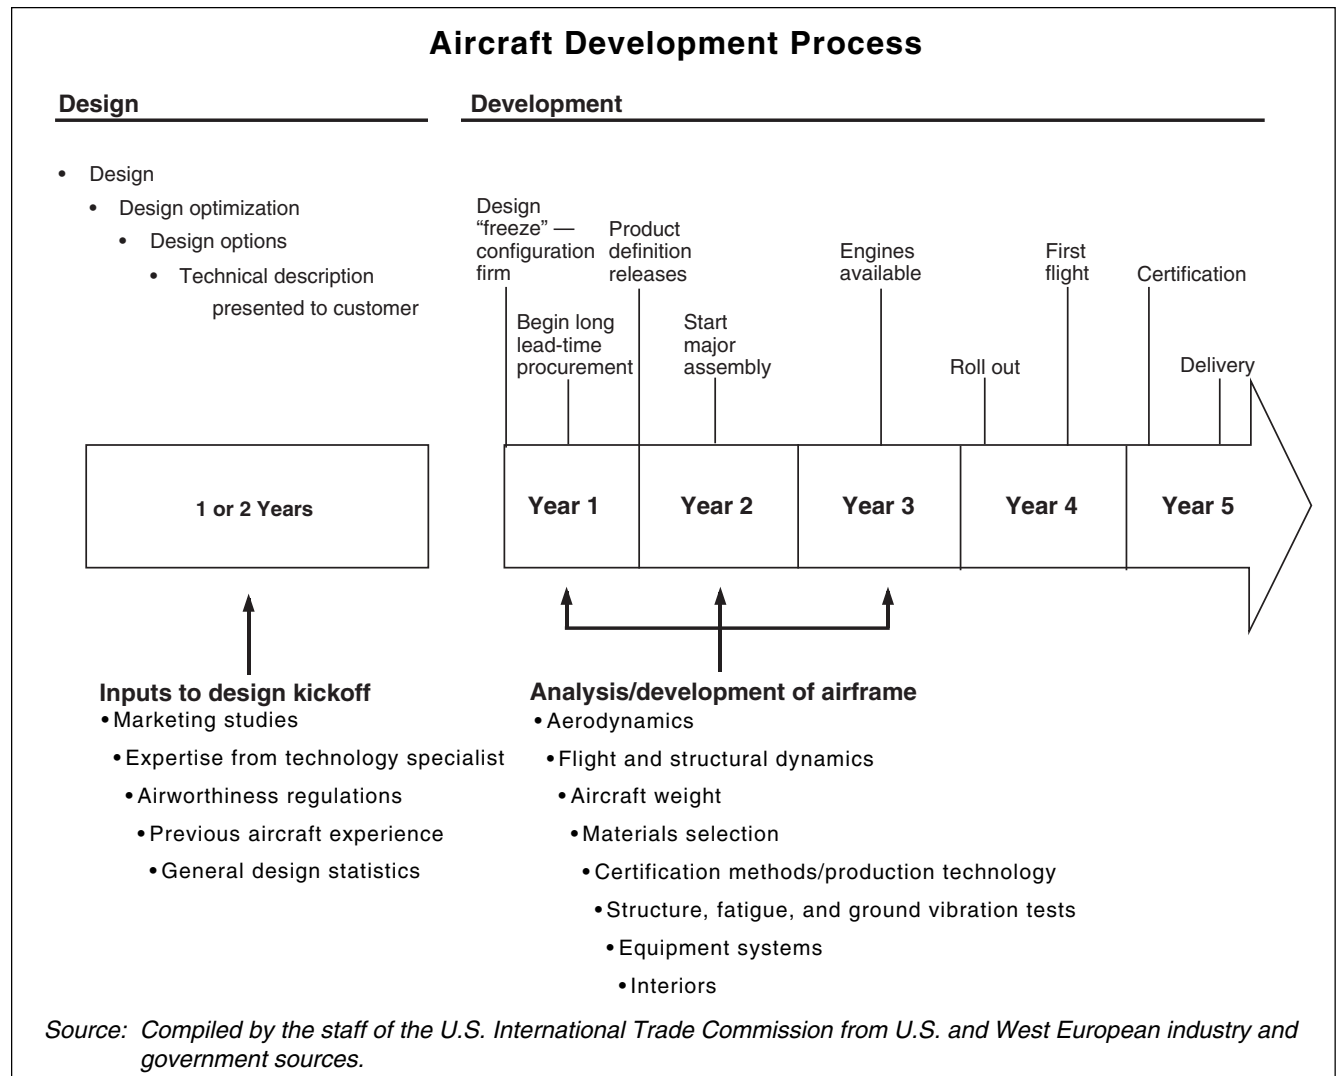 Aircraft Development Process
Design
Development
• Design
• Design optimization
• Design options
• Technical description
presented to customer
Design
“freeze” —
configuration
firm
Begin long
lead-time
procurement
Product
definition
releases
Start
major
assembly
Engines
available
Roll out
First
flight
Certification
Delivery
1 or 2 Years
Year 1
Year 2
Year 3
Year 4
Year 5
Inputs to design kickoff
• Marketing studies
• Expertise from technology specialist
• Airworthiness regulations
• Previous aircraft experience
• General design statistics
Analysis/development of airframe
• Aerodynamics
• Flight and structural dynamics
• Aircraft weight
• Materials selection
• Certification methods/production technology
• Structure, fatigue, and ground vibration tests
• Equipment systems
• Interiors
Source: Compiled by the staff of the U.S. International Trade Commission from U.S. and West European industry and
government sources.